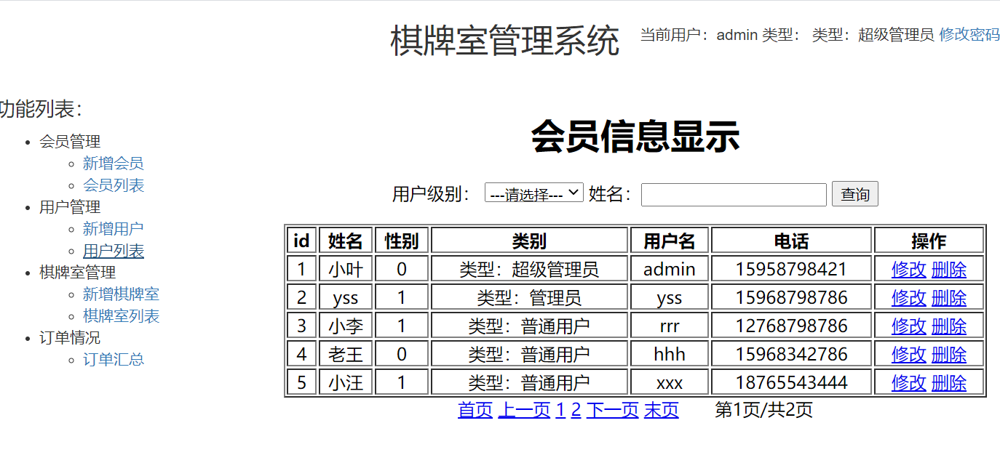 棋牌室管理系统
当前用户：admin 类型： 类型：超级管理员 修改密码
功能列表：
会员管理
新增会员
会员列表
用户管理
新增用户
用户列表
棋牌室管理
新增棋牌室
棋牌室列表
订单情况
订单汇总
会员信息显示
用户级别： ---请选择--- 姓名： 查询
id 姓名 性别 类别 用户名 电话 操作
1 小叶 0 类型：超级管理员 admin 15958798421 修改 删除
2 yss 1 类型：管理员 yss 15968798786 修改 删除
3 小李 1 类型：普通用户 rrr 12768798786 修改 删除
4 老王 0 类型：普通用户 hhh 15968342786 修改 删除
5 小汪 1 类型：普通用户 xxx 18765543444 修改 删除
首页 上一页 1 2 下一页 末页 第1页/共2页